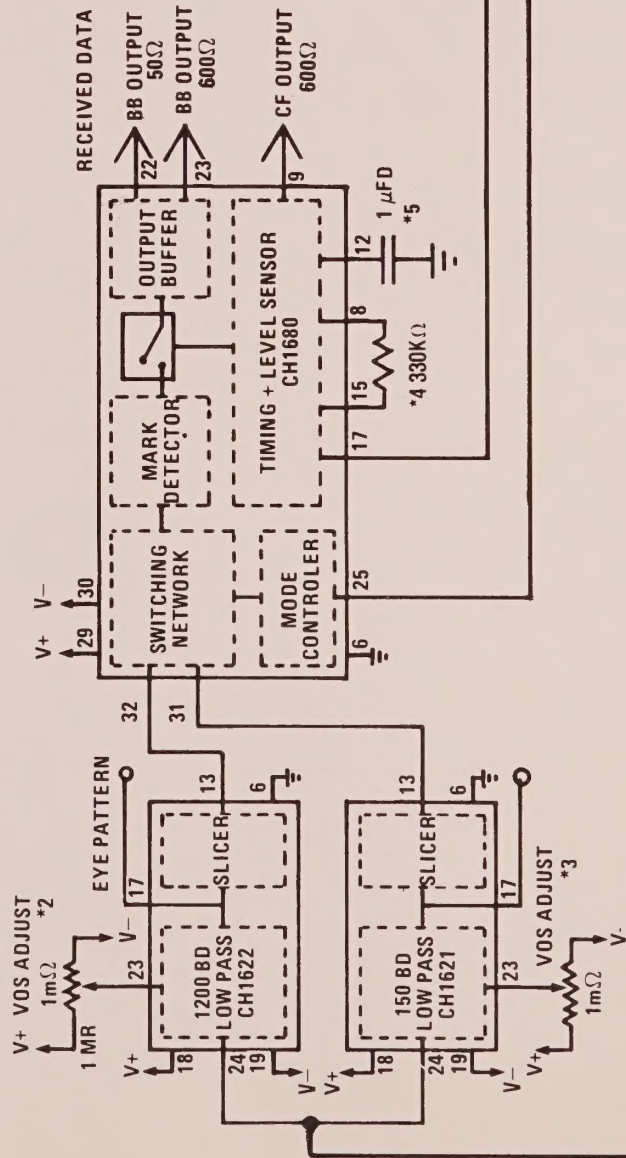 RECEIVED DATA
BB OUTPUT
50Ω
BB OUTPUT
600Ω
CF OUTPUT
600Ω
22
23
9
OUTPUT
BUFFER
MARK
DETECTOR
SWITCHING
NETWORK
MODE
CONTROLER
TIMING + LEVEL SENSOR
CH1680
12
1 μFD
*5
8
15
*4 330KΩ
17
25
6
V+
29
V−
30
32
31
EYE PATTERN
17
13
6
SLICER
1200 BD
LOW PASS
CH1622
V+
VOS ADJUST
*2
1mΩ
V−
1 MR
23
V+
18
24
19
V−
13
6
SLICER
150 BD
LOW PASS
CH1621
17
VOS ADJUST
*3
1mΩ
23
V+
V-
V+
18
24
19
V−